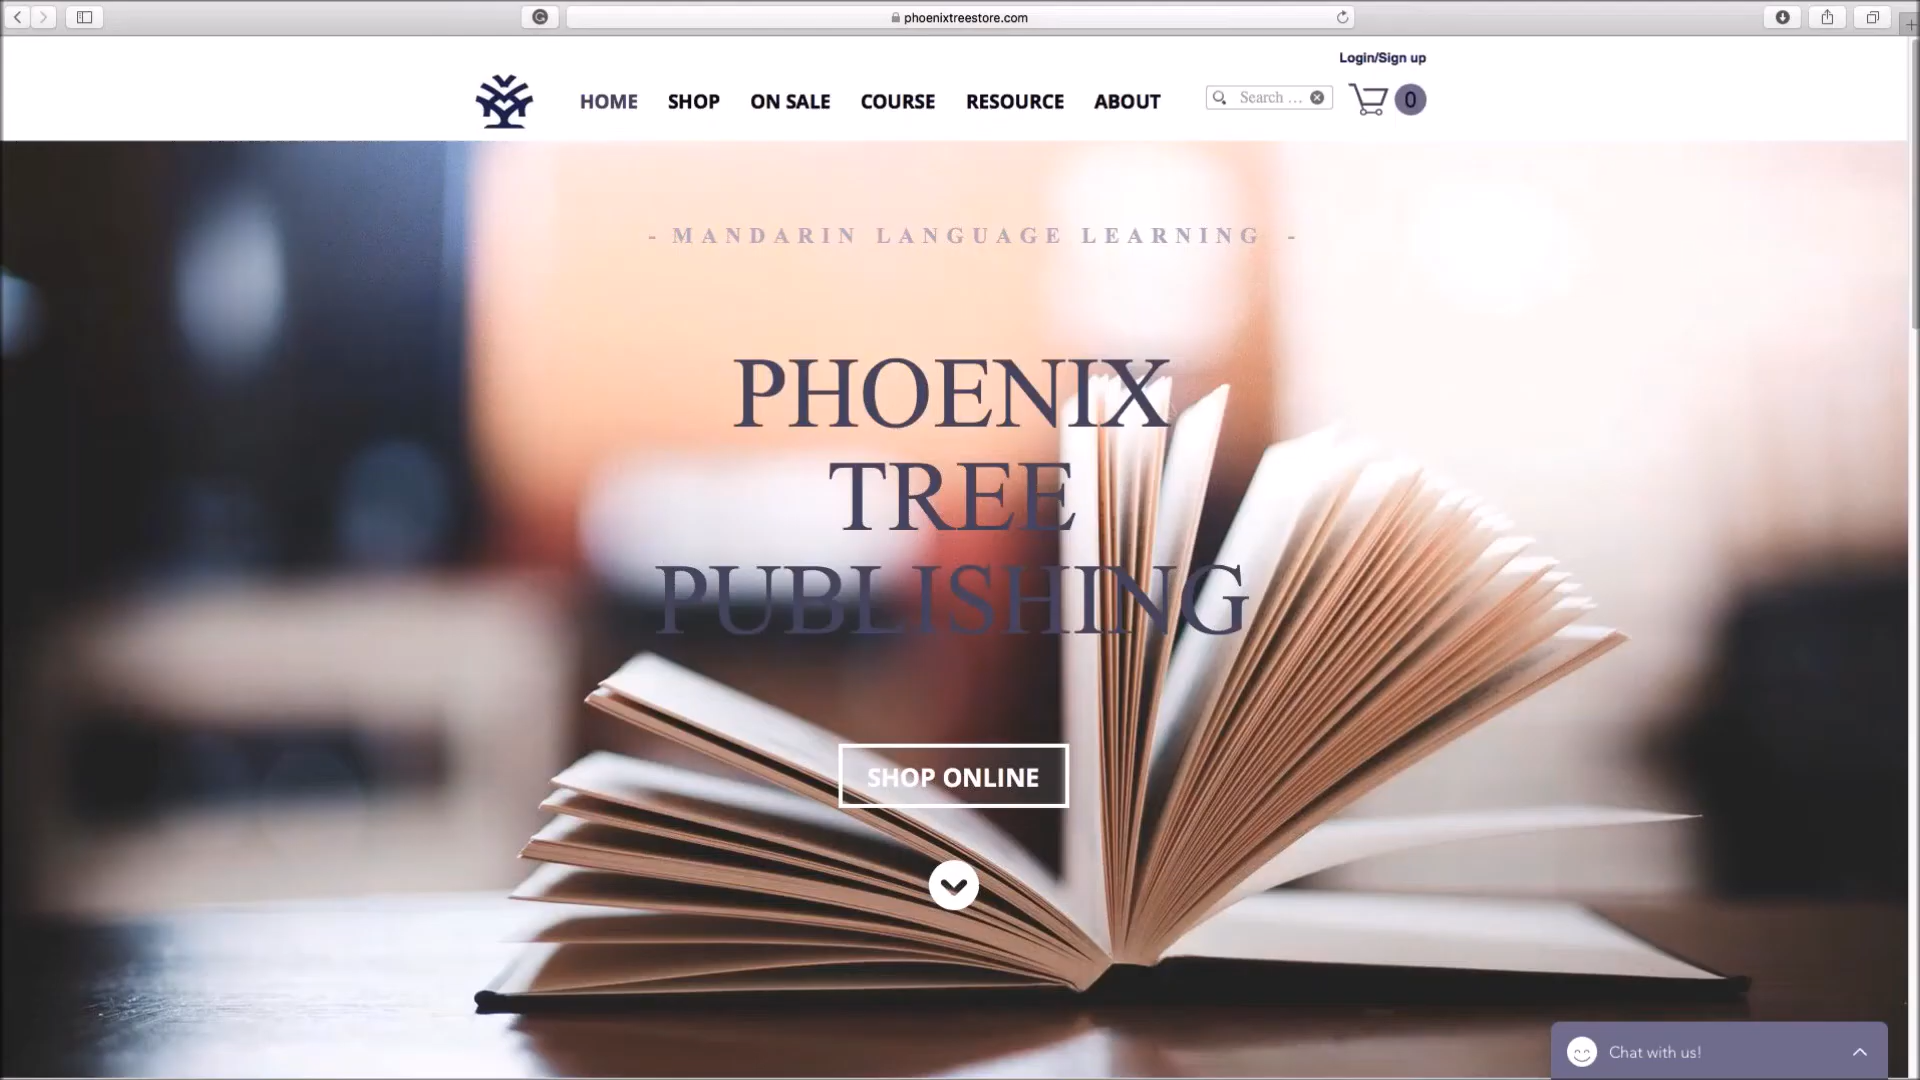 phoenixtreestore.com
Login/Sign up
HOME SHOP ON SALE COURSE RESOURCE ABOUT Search ... 0
- MANDARIN LANGUAGE LEARNING -
PHOENIX
TREE
PUBLISHING
SHOP ONLINE
Chat with us!